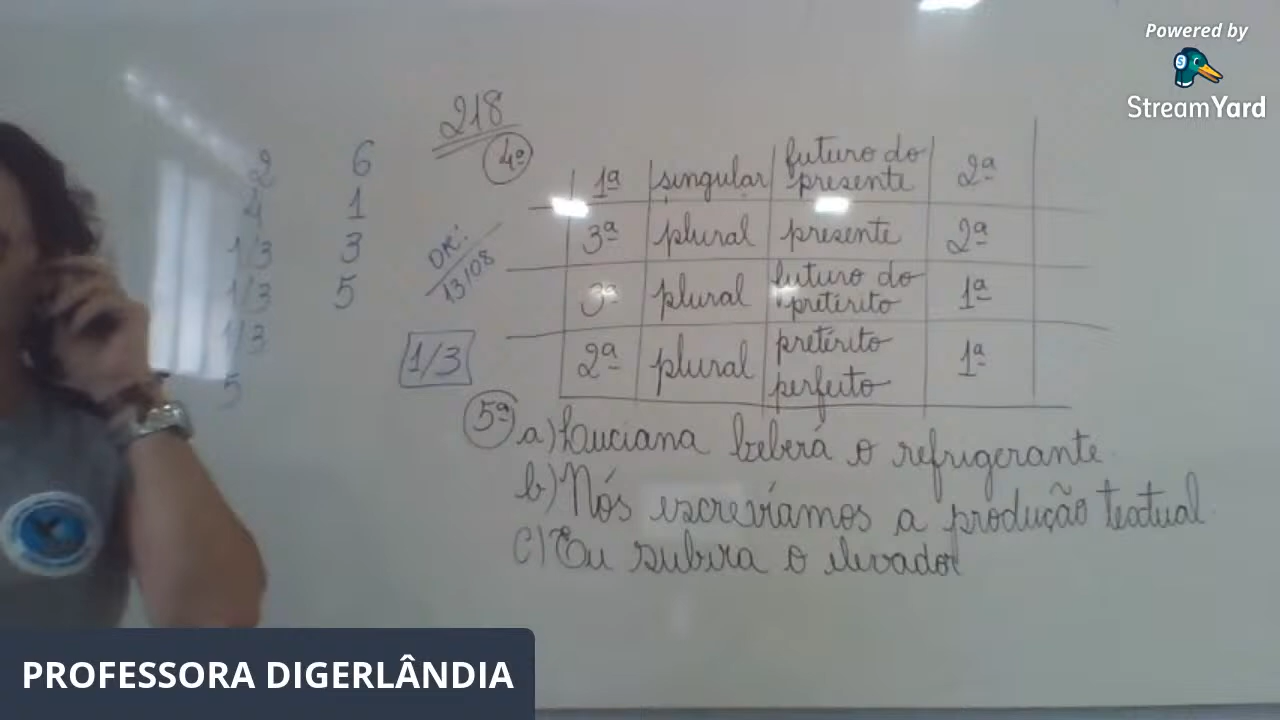 Powered by
StreamYard
218
4ª
2 6
4 1
1/3 3
1/3 5
1/3
5
OK!
13/08
1/3
1ª singular futuro do presente 2ª
3ª plural presente 2ª
3ª plural futuro do pretérito 1ª
2ª plural pretérito perfeito 1ª
5ª a) Luciana beberá o refrigerante
b) Nós escrevíamos a produção textual
c) Eu subira o elevador
PROFESSORA DIGERLÂNDIA